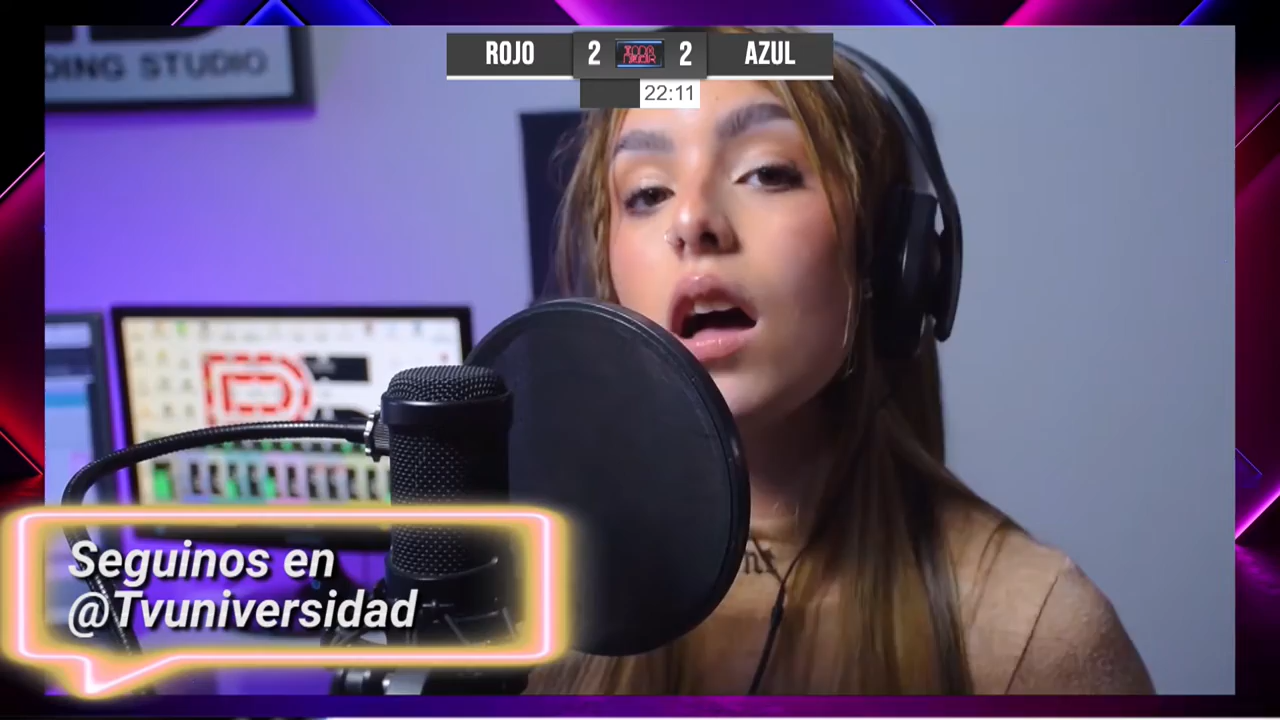 DING STUDIO
ROJO 2 2 AZUL
22:11
Seguinos en
@Tvuniversidad